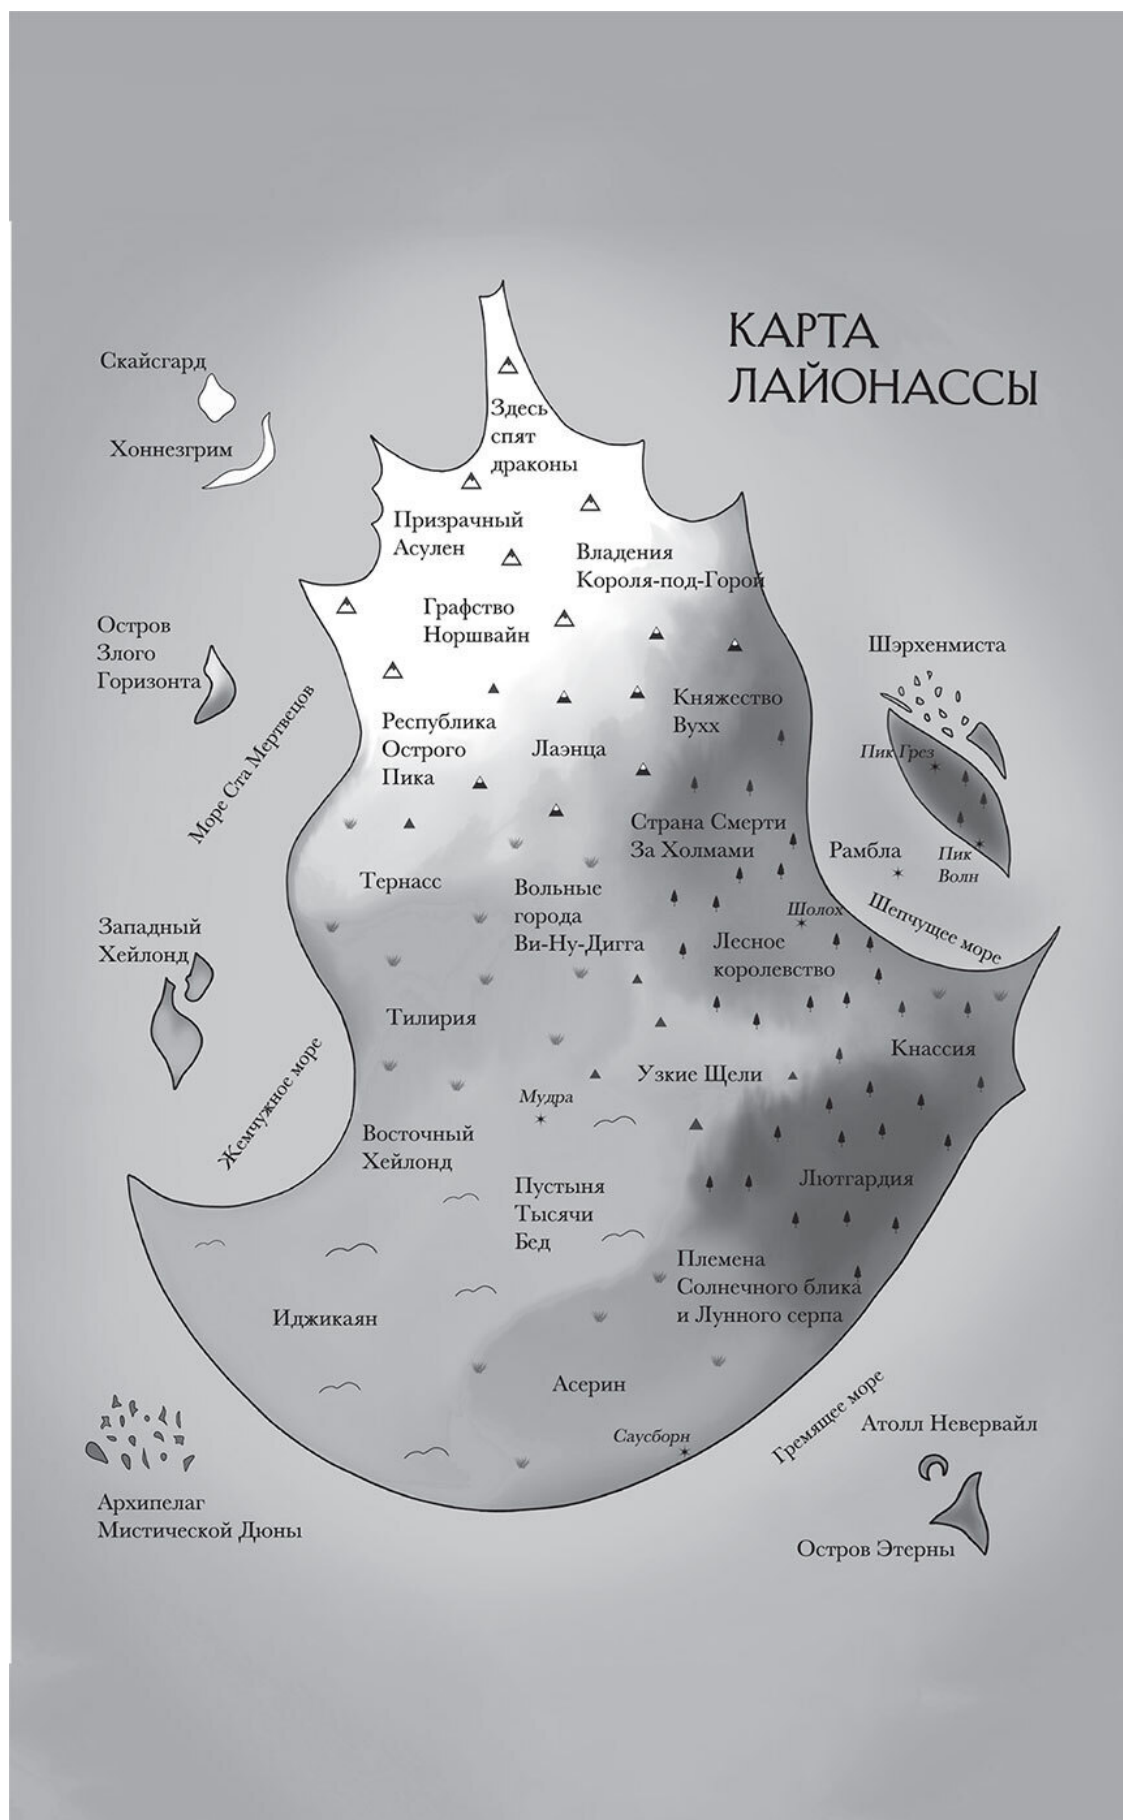 КАРТА
ЛАЙОНАССЫ
Скайсгард
Хоннезгрим
Здесь
спят
драконы
Призрачный
Асулен
Владения
Короля-под-Горой
Графство
Норшвайн
Остров
Злого
Горизонта
Море Ста Мертвецов
Шэрхенмиста
Княжество
Вухх
Республика
Острого
Пика
Лаэнца
Пик Грез
Страна Смерти
За Холмами
Рамбла
Пик
Волн
Тернасс
Вольные
города
Ви-Ну-Дигга
Шолох
Шепчущее море
Западный
Хейлонд
Лесное
королевство
Тилирия
Кнассия
Узкие Щели
Мудра
Жемчужное море
Восточный
Хейлонд
Пустыня
Тысячи
Бед
Лютгардия
Племена
Солнечного блика
и Лунного серпа
Иджикаян
Асерин
Саусборн
Гремящее море
Атолл Невервайл
Архипелаг
Мистической Дюны
Остров Этерны